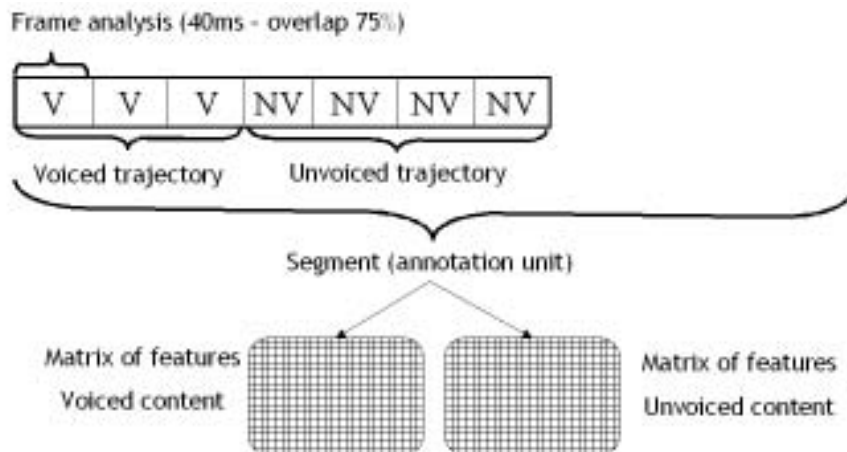 Frame analysis (40ms - overlap 75%)
V V V NV NV NV NV
Voiced trajectory Unvoiced trajectory
Segment (annotation unit)
Matrix of features
Voiced content
Matrix of features
Unvoiced content